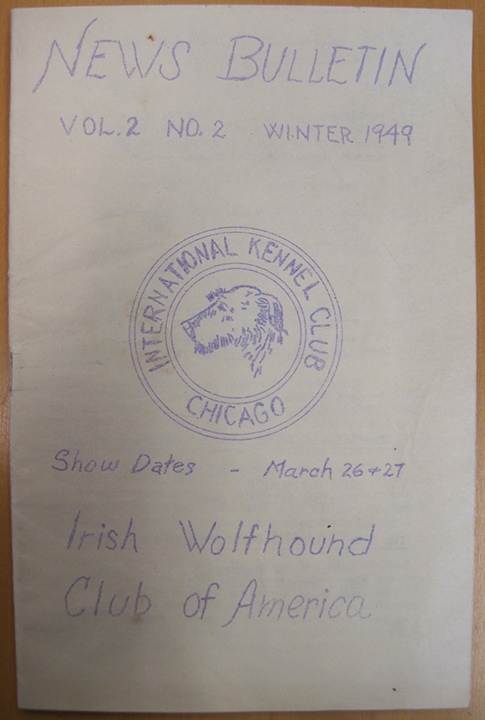 NEWS BULLETIN
VOL. 2 NO. 2 WINTER 1949
INTERNATIONAL KENNEL CLUB
CHICAGO
Show Dates - March 26 & 27
Irish Wolfhound
Club of America